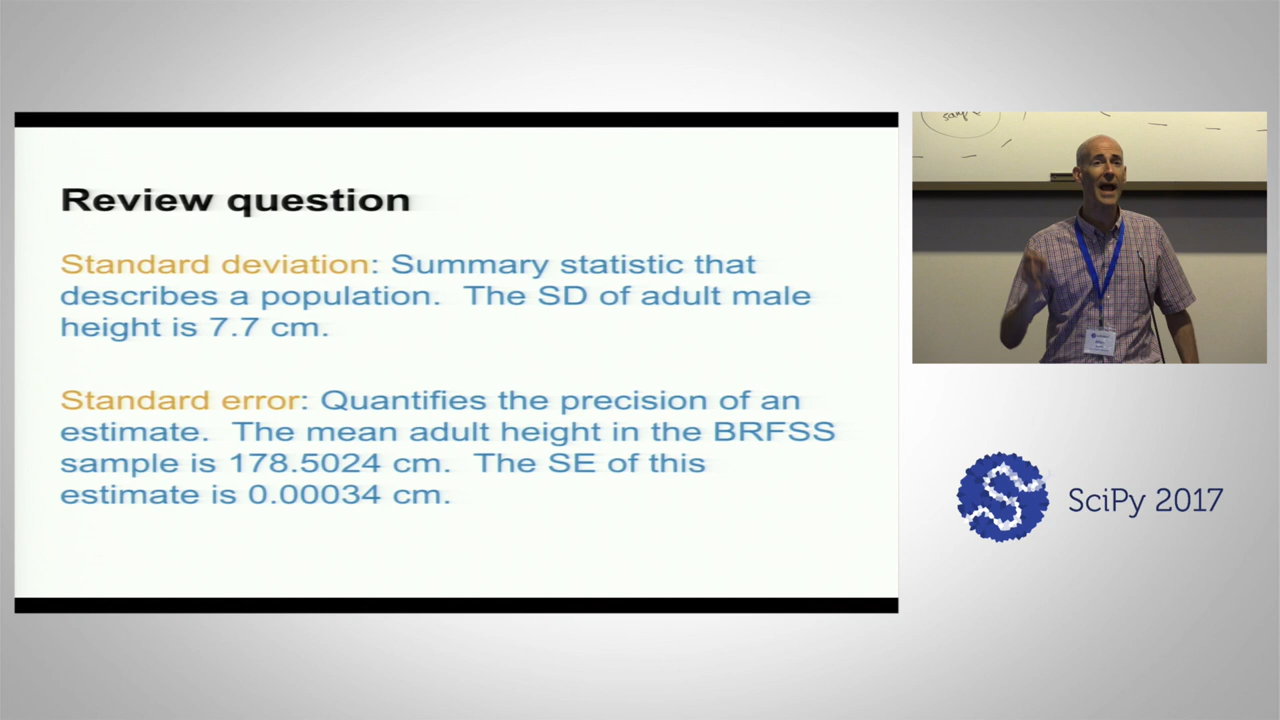 Review question
Standard deviation: Summary statistic that
describes a population. The SD of adult male
height is 7.7 cm.
Standard error: Quantifies the precision of an
estimate. The mean adult height in the BRFSS
sample is 178.5024 cm. The SE of this
estimate is 0.00034 cm.
SciPy 2017